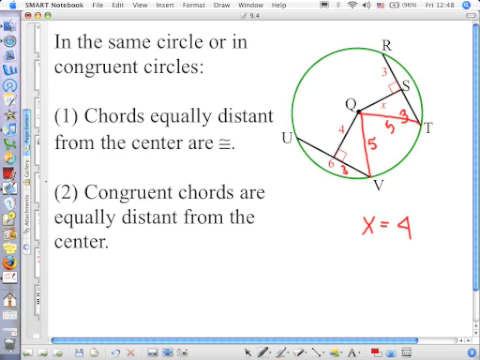 SMART Notebook File Edit View Insert Format Draw Window Help (96%) Fri 12:48
9.4
In the same circle or in
congruent circles:
(1) Chords equally distant
from the center are ≅.
(2) Congruent chords are
equally distant from the
center.
R
3
S
Q
x
3
5
T
4
U
5
6
3
V
x = 4
Attachments